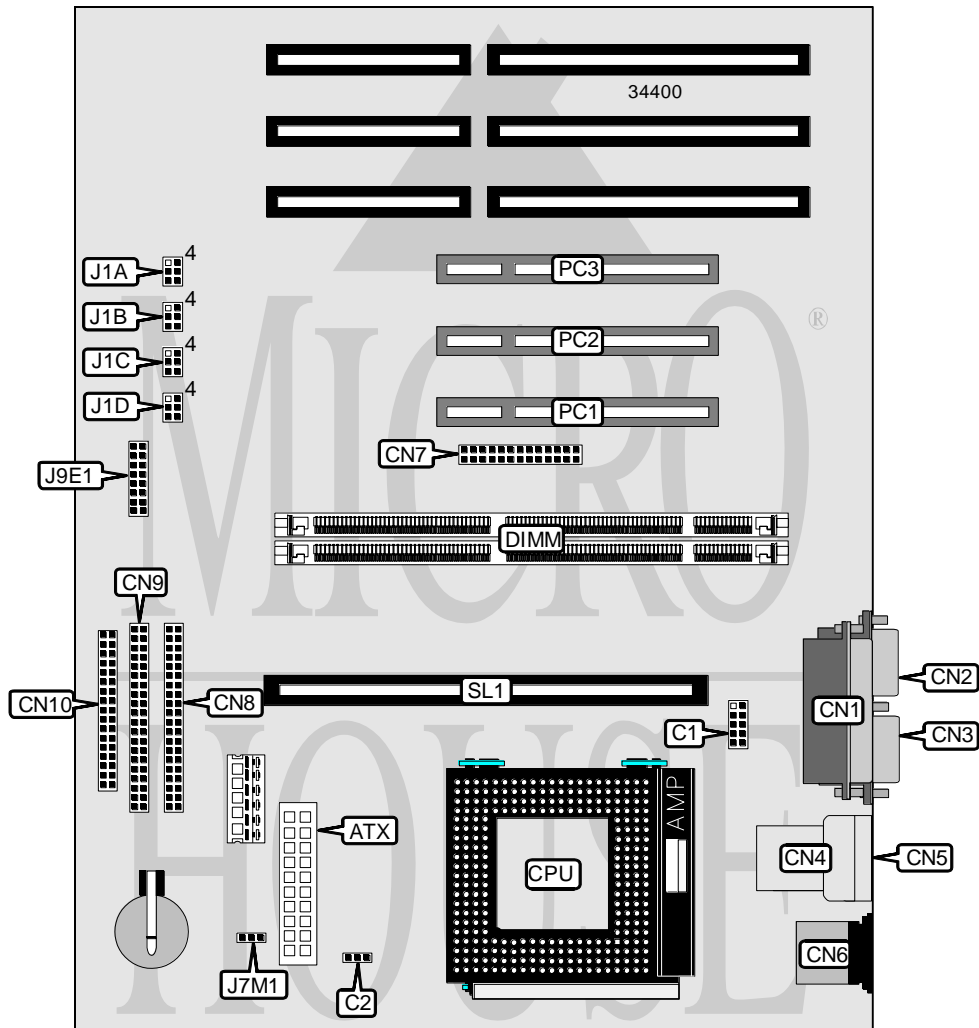 34400
4
J1A
PC3
4
J1B
MICRO®
PC2
4
J1C
4
J1D
PC1
CN7
J9E1
DIMM
CN9
CN10
CN8
SL1
CN2
CN1
C1
CN3
HOUSE
AMP
ATX
CPU
CN4
CN5
CN6
J7M1
C2